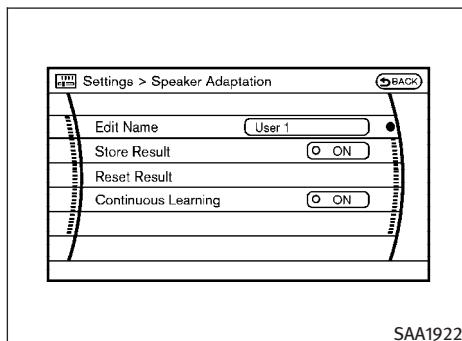 Settings > Speaker Adaptation BACK
Edit Name User 1
Store Result ON
Reset Result
Continuous Learning ON
SAA1922